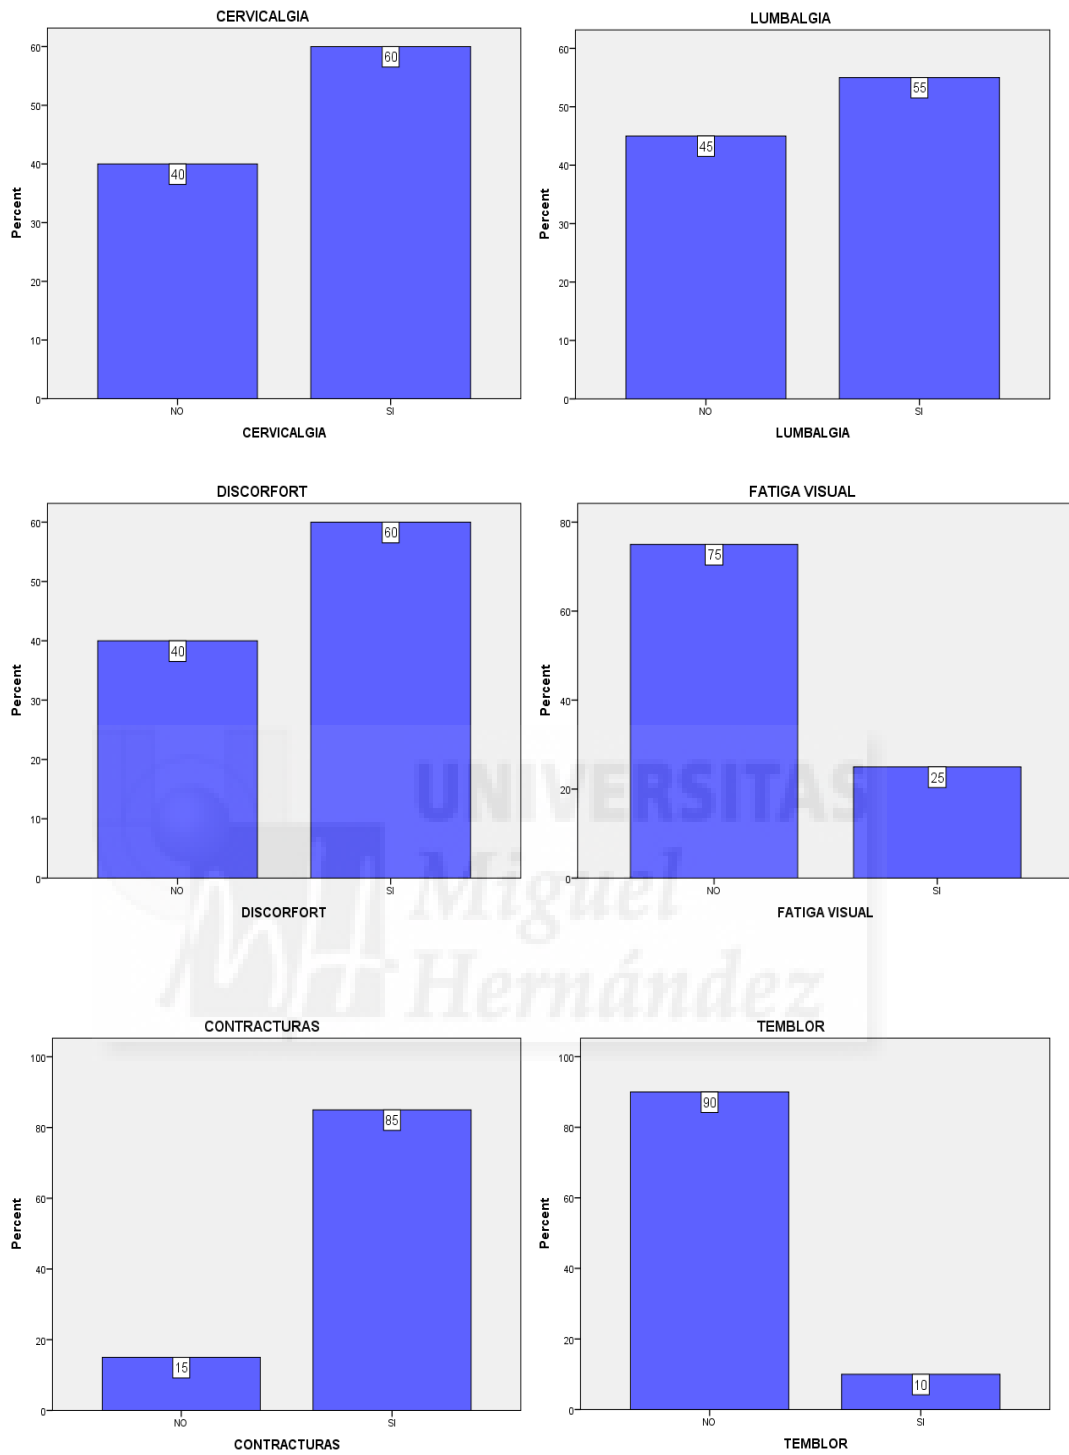 CERVICALGIA
Percent
60
50
40
30
20
10
0
40
60
NO SI
CERVICALGIA
LUMBALGIA
Percent
60
50
40
30
20
10
0
45
55
NO SI
LUMBALGIA
DISCORFORT
Percent
60
50
40
30
20
10
0
40
60
NO SI
DISCORFORT
FATIGA VISUAL
Percent
80
60
40
20
0
75
25
NO SI
FATIGA VISUAL
UNIVERSITAS
Miguel
Hernández
CONTRACTURAS
Percent
100
80
60
40
20
0
15
85
NO SI
CONTRACTURAS
TEMBLOR
Percent
100
80
60
40
20
0
90
10
NO SI
TEMBLOR